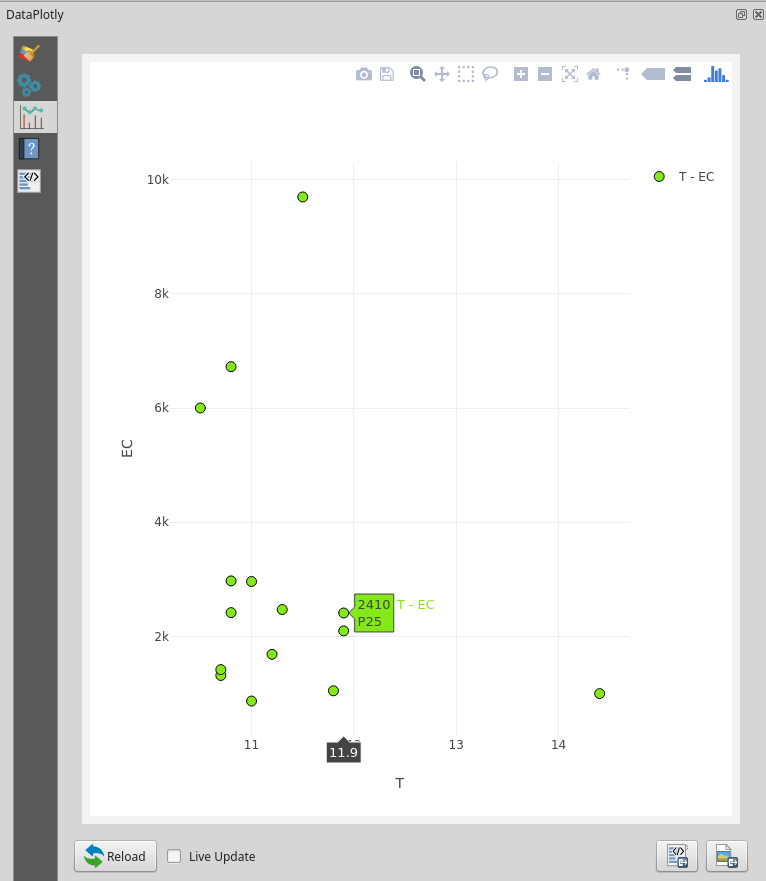 DataPlotly
10k
8k
6k
4k
2k
EC
T - EC
2410 T - EC
P25
11
13
14
11.9
T
Reload
Live Update